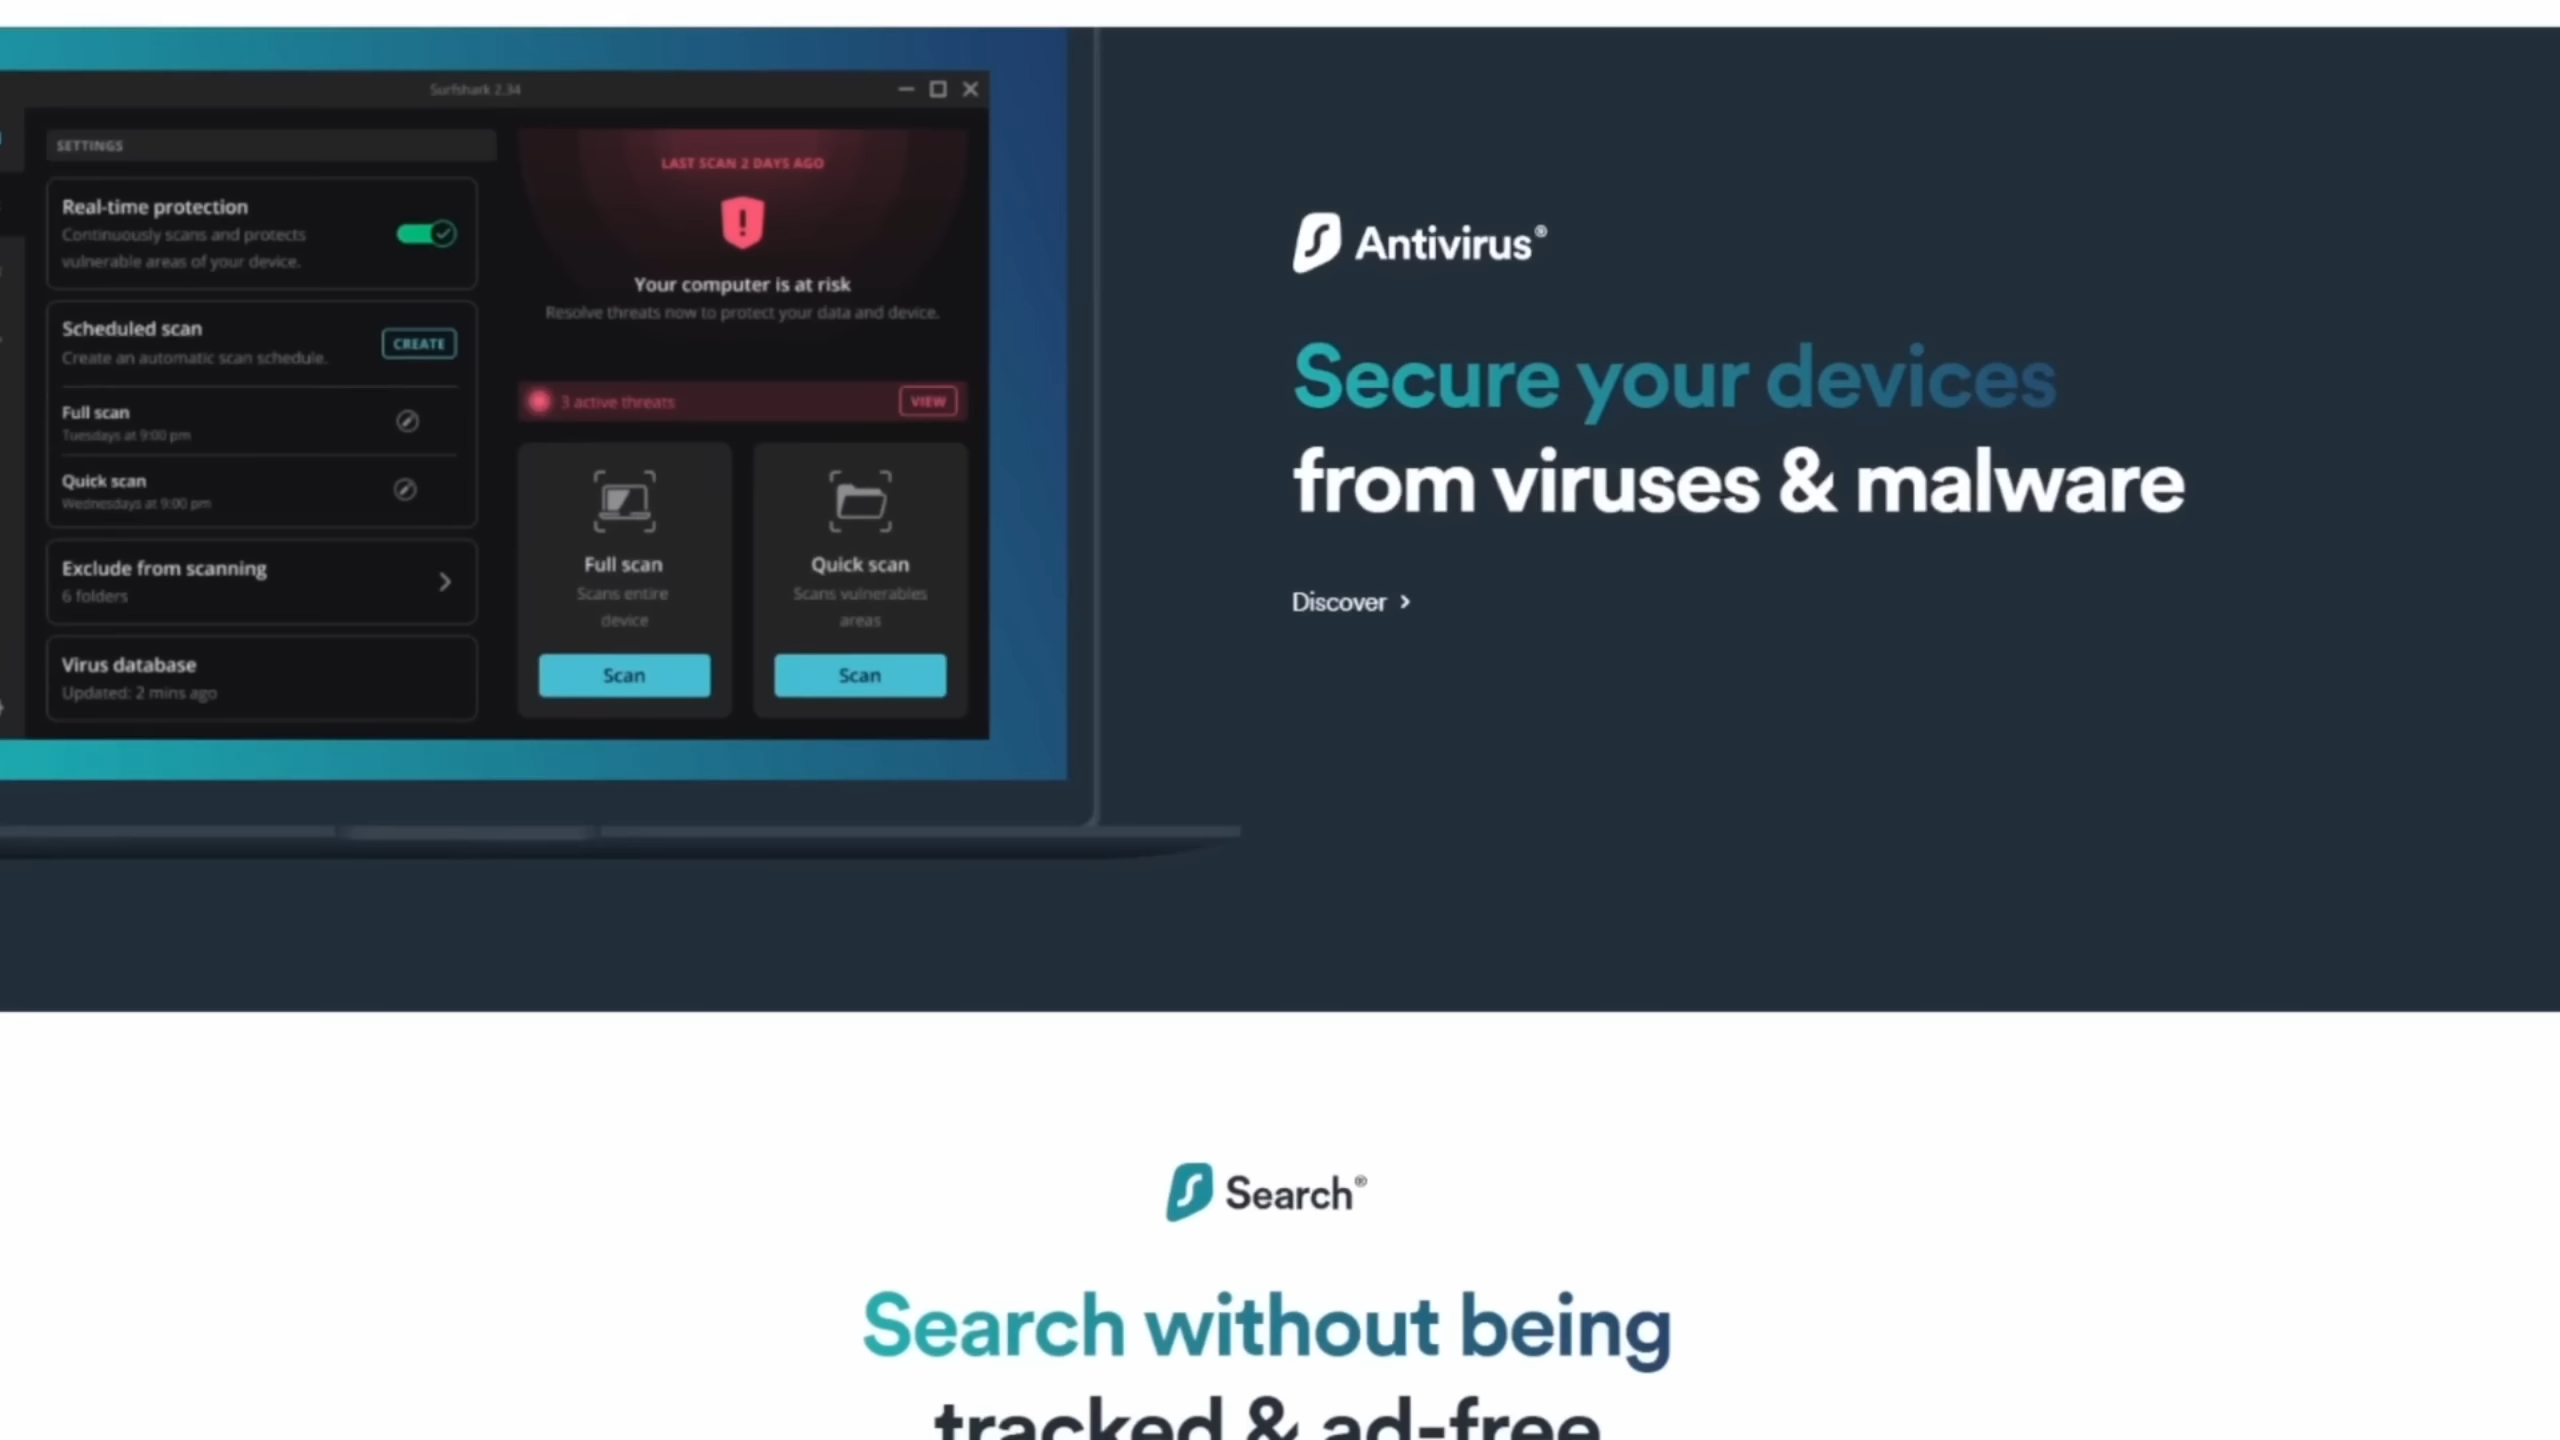 Surfshark 2.34
SETTINGS
Real-time protection
Continuously scans and protects
vulnerable areas of your device.
Scheduled scan
Create an automatic scan schedule.
CREATE
Full scan
Tuesdays at 9:00 pm
Quick scan
Wednesdays at 9:00 pm
Exclude from scanning
6 folders
Virus database
Updated: 2 mins ago
LAST SCAN 2 DAYS AGO
Your computer is at risk
Resolve threats now to protect your data and device.
3 active threats
VIEW
Full scan
Scans entire
device
Scan
Quick scan
Scans vulnerables
areas
Scan
Antivirus®
Secure your devices
from viruses & malware
Discover
Search®
Search without being
tracked & ad-free